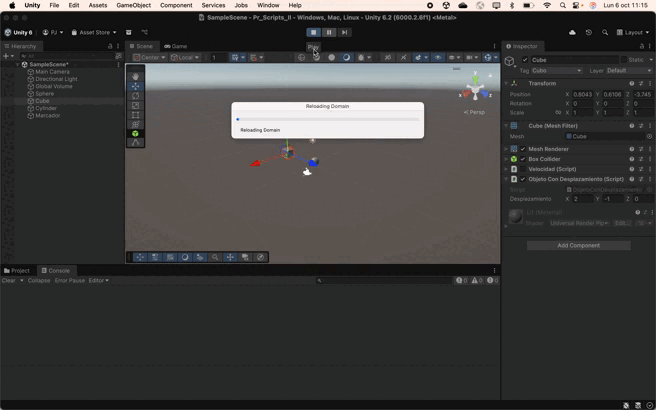 Unity File Edit Assets GameObject Component Services Jobs Window Help Lun 6 oct 11:15
SampleScene - Pr_Scripts_II - Windows, Mac, Linux - Unity 6.2 (6000.2.6f1) <Metal>
Unity 6 PJ Asset Store Layout
Hierarchy
All
SampleScene*
Main Camera
Directional Light
Global Volume
Sphere
Cube
Cylinder
Marcador
Scene Game
Play
Center Local 1
Persp
Reloading Domain
Reloading Domain
Inspector
Cube Static
Tag Cubo Layer Default
Transform
Position X 0.8043 Y 0.6106 Z -3.745
Rotation X 0 Y 0 Z 0
Scale X 1 Y 1 Z 1
Cube (Mesh Filter)
Mesh Cube
Mesh Renderer
Box Collider
Velocidad (Script)
Objeto Con Desplazamiento (Script)
Script ObjetoConDesplazamiento
Desplazamiento X 2 Y -1 Z 0
Lit (Material)
Shader Universal Render Pip Edit...
Add Component
Project Console
Clear Collapse Error Pause Editor 0 0 0